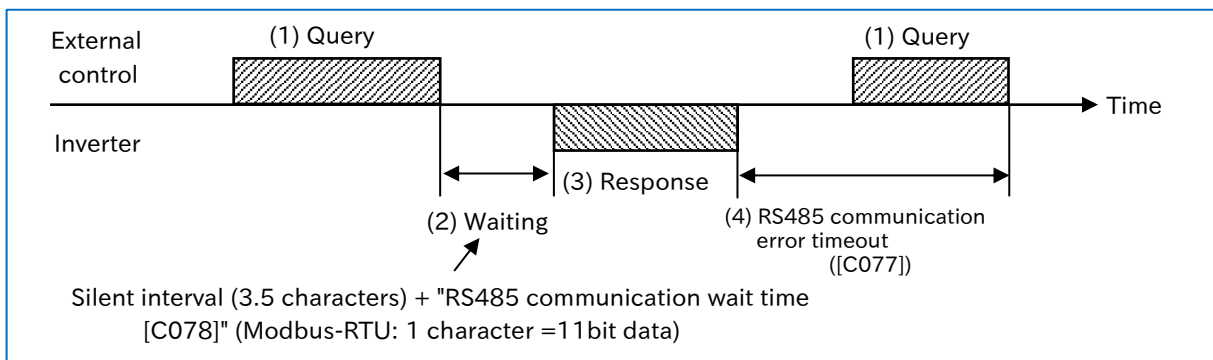 External
control
(1) Query
(1) Query
Time
Inverter
(3) Response
(2) Waiting
(4) RS485 communication
error timeout
([C077])
Silent interval (3.5 characters) + "RS485 communication wait time
[C078]" (Modbus-RTU: 1 character =11bit data)